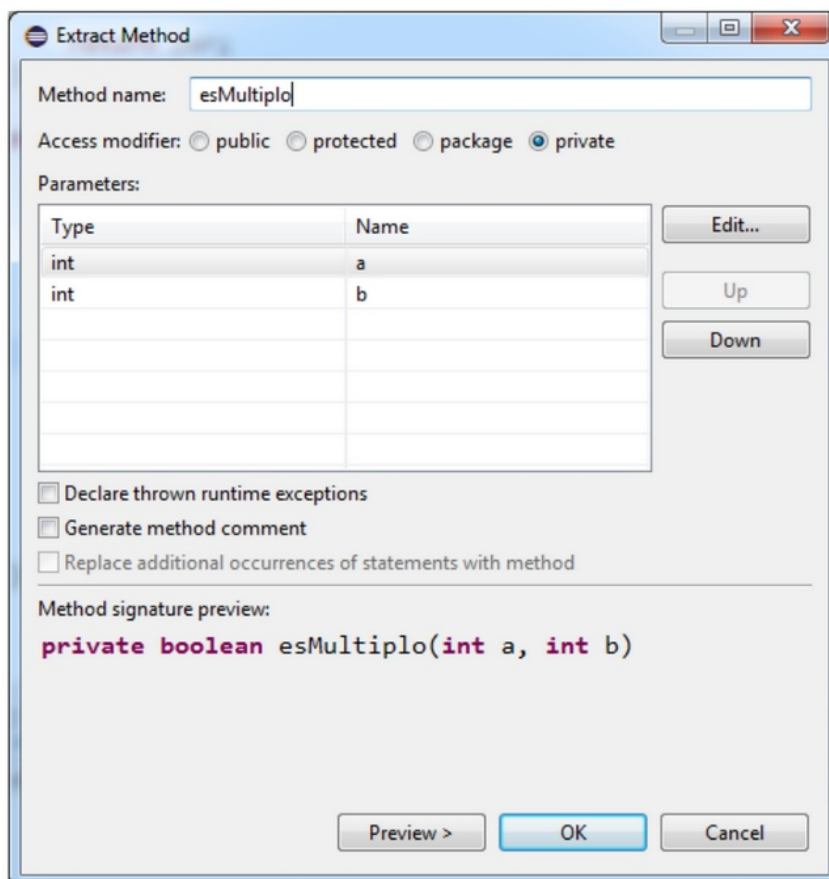 Extract Method
Method name: esMultiplo
Access modifier: public protected package private
Parameters:
Type Name Edit...
int a
int b Up
Down
Declare thrown runtime exceptions
Generate method comment
Replace additional occurrences of statements with method
Method signature preview:
private boolean esMultiplo(int a, int b)
Preview > OK Cancel